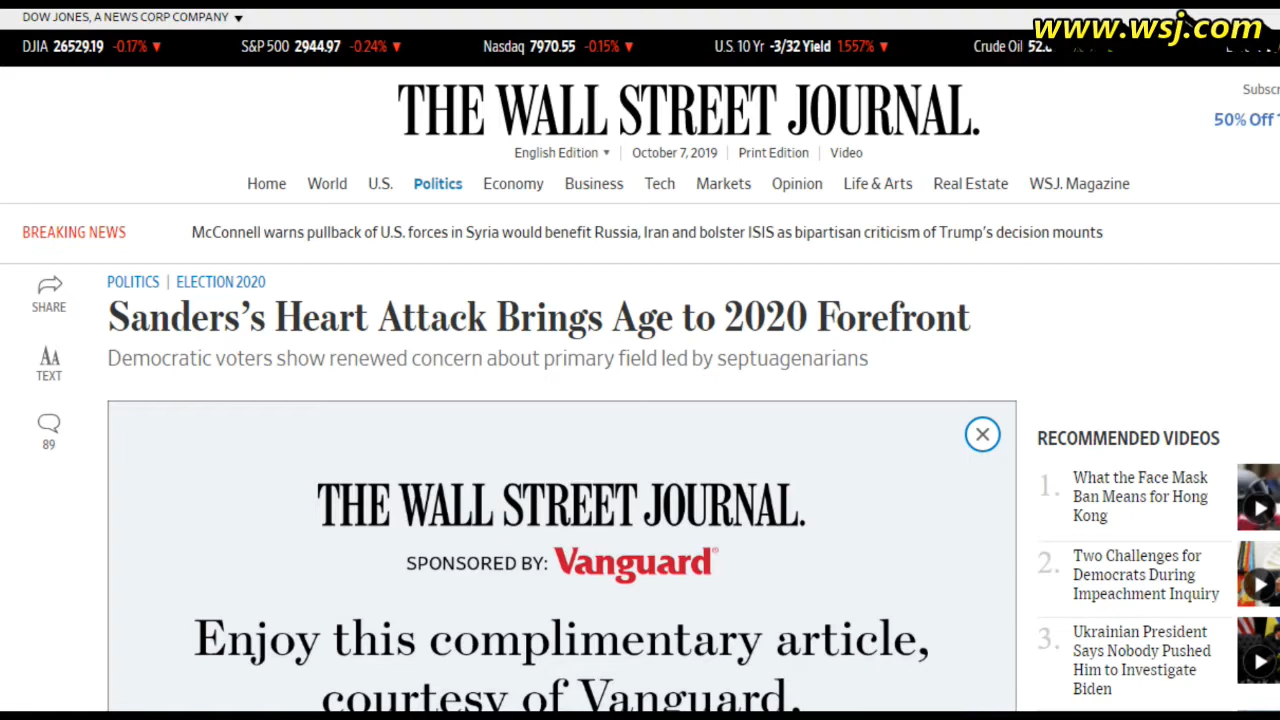 DOW JONES, A NEWS CORP COMPANY
www.wsj.com
DJIA 26529.19 -0.17% S&P 500 2944.97 -0.24% Nasdaq 7970.55 -0.15% U.S. 10 Yr -3/32 Yield 1.557% Crude Oil
THE WALL STREET JOURNAL.
50% Off
English Edition October 7, 2019 Print Edition Video
Home World U.S. Politics Economy Business Tech Markets Opinion Life & Arts Real Estate WSJ. Magazine
BREAKING NEWS McConnell warns pullback of U.S. forces in Syria would benefit Russia, Iran and bolster ISIS as bipartisan criticism of Trump's decision mounts
POLITICS | ELECTION 2020
SHARE
Sanders's Heart Attack Brings Age to 2020 Forefront
Democratic voters show renewed concern about primary field led by septuagenarians
AA
TEXT
89
THE WALL STREET JOURNAL.
SPONSORED BY: Vanguard®
Enjoy this complimentary article,
courtesy of Vanguard.
RECOMMENDED VIDEOS
1. What the Face Mask
Ban Means for Hong
Kong
2. Two Challenges for
Democrats During
Impeachment Inquiry
3. Ukrainian President
Says Nobody Pushed
Him to Investigate
Biden